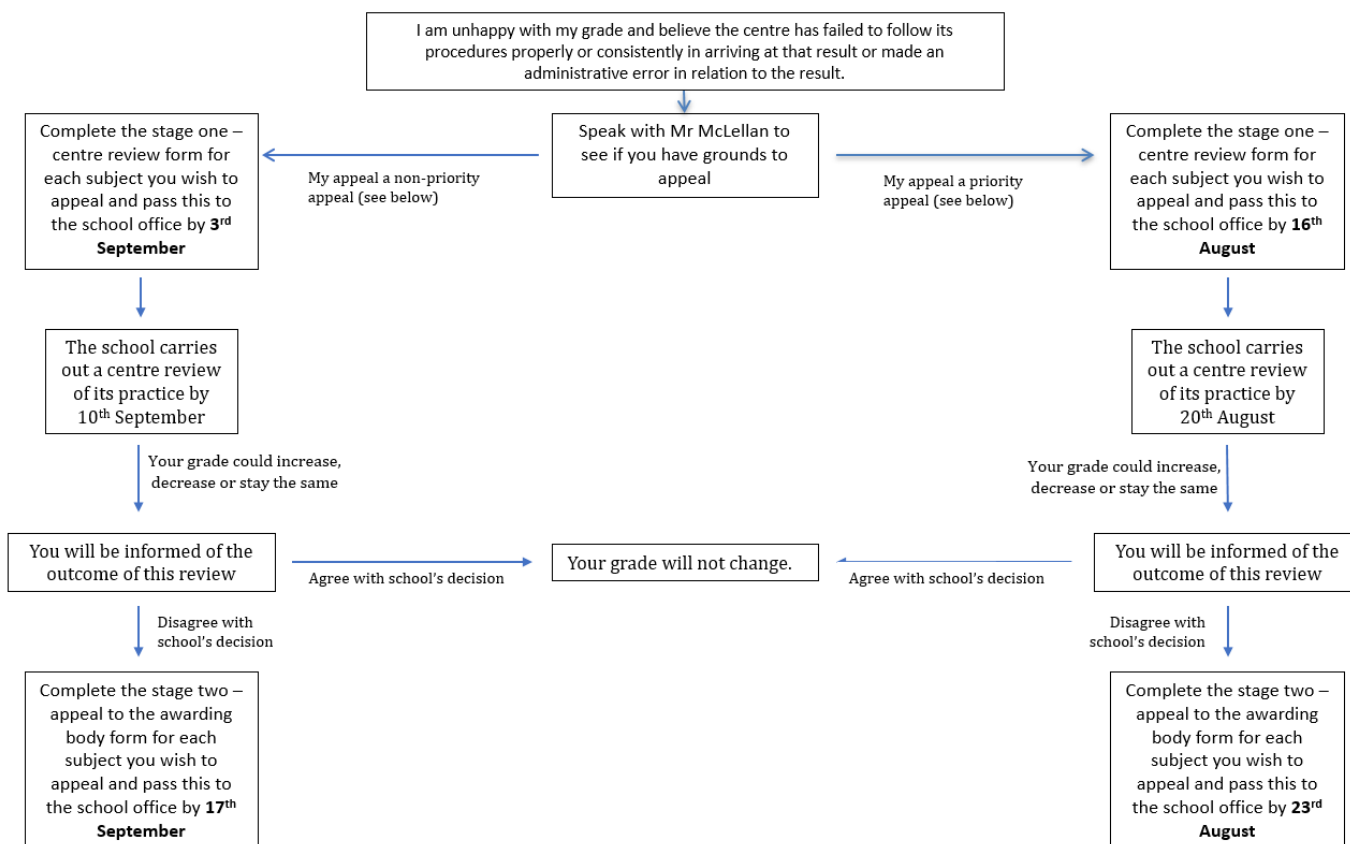 I am unhappy with my grade and believe the centre has failed to follow its
procedures properly or consistently in arriving at that result or made an
administrative error in relation to the result.
Speak with Mr McLellan to
see if you have grounds to
appeal
My appeal a non-priority
appeal (see below)
My appeal a priority
appeal (see below)
Complete the stage one –
centre review form for
each subject you wish to
appeal and pass this to
the school office by 3rd
September
The school carries
out a centre review
of its practice by
10th September
Your grade could increase,
decrease or stay the same
You will be informed of the
outcome of this review
Agree with school's decision
Disagree with
school's decision
Complete the stage two –
appeal to the awarding
body form for each
subject you wish to
appeal and pass this to
the school office by 17th
September
Your grade will not change.
Complete the stage one –
centre review form for
each subject you wish to
appeal and pass this to
the school office by 16th
August
The school carries
out a centre review
of its practice by
20th August
Your grade could increase,
decrease or stay the same
You will be informed of the
outcome of this review
Agree with school's decision
Disagree with
school's decision
Complete the stage two –
appeal to the awarding
body form for each
subject you wish to
appeal and pass this to
the school office by 23rd
August